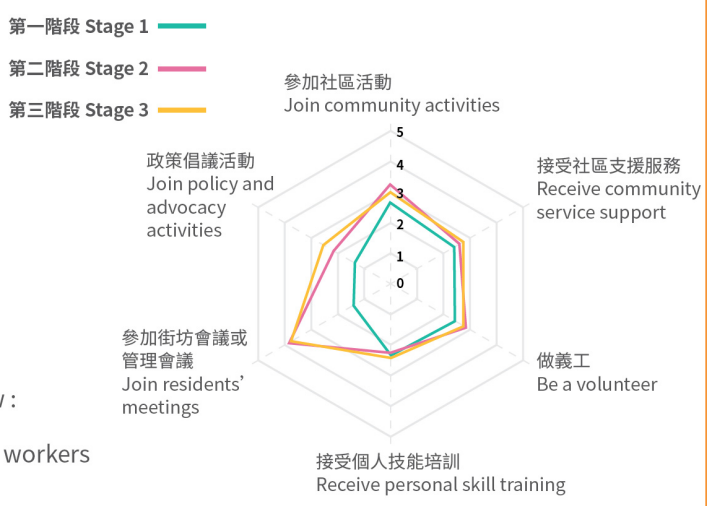 第一階段 Stage 1
第二階段 Stage 2
第三階段 Stage 3
參加社區活動
Join community activities
5
4
3
2
1
0
政策倡議活動
Join policy and
advocacy
activities
接受社區支援服務
Receive community
service support
參加街坊會議或
管理會議
Join residents’
meetings
做義工
Be a volunteer
接受個人技能培訓
Receive personal skill training
:
workers